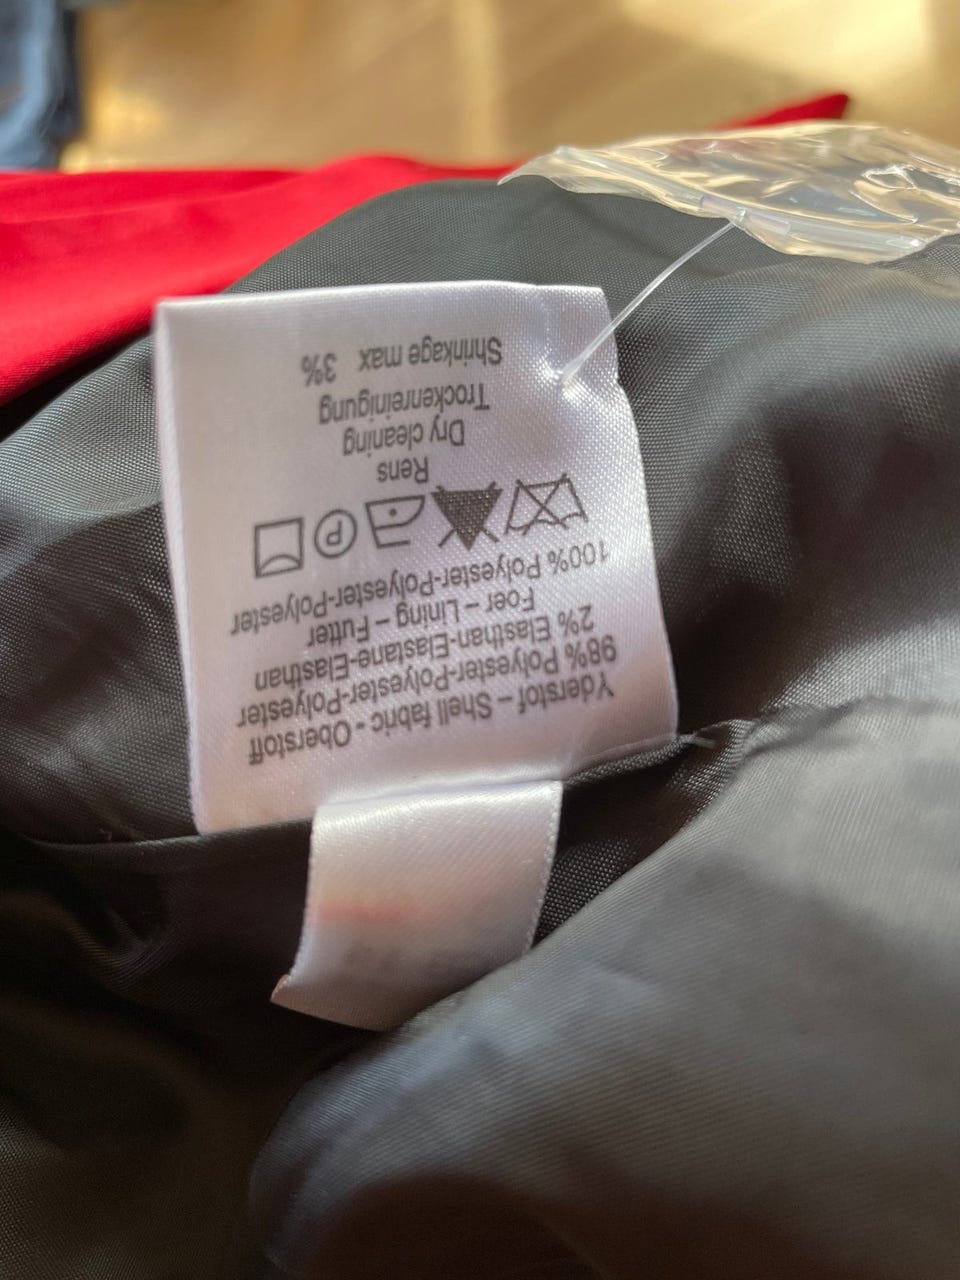 Yderstof – Shell fabric - Oberstoff
98% Polyester-Polyester-Polyester
2% Elasthan-Elastane-Elasthan
Foer – Lining – Futter
100% Polyester-Polyester-Polyester
P
Rens
Dry cleaning
Trockenreinigung
Shrinkage max 3%